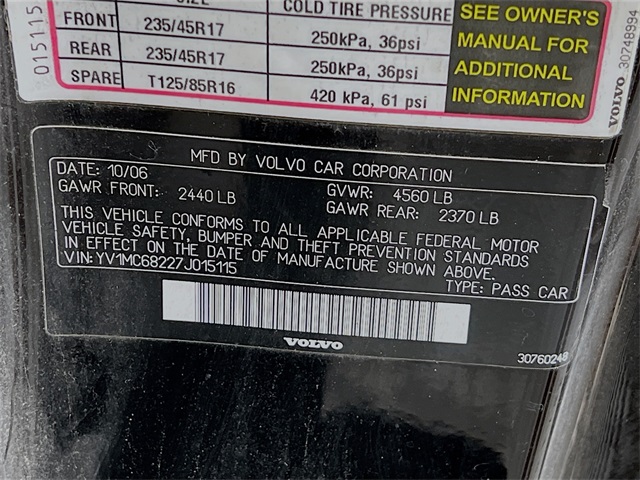 COLD TIRE PRESSURE
FRONT 235/45R17 250kPa, 36psi
REAR 235/45R17 250kPa, 36psi
SPARE T125/85R16 420 kPa, 61 psi
SEE OWNER'S
MANUAL FOR
ADDITIONAL
INFORMATION
015115
VOLVO 30748994
MFD BY VOLVO CAR CORPORATION
DATE: 10/06 GVWR: 4560 LB
GAWR FRONT: 2440 LB GAWR REAR: 2370 LB
THIS VEHICLE CONFORMS TO ALL APPLICABLE FEDERAL MOTOR
VEHICLE SAFETY, BUMPER AND THEFT PREVENTION STANDARDS
IN EFFECT ON THE DATE OF MANUFACTURE SHOWN ABOVE.
VIN: YV1MC68227J015115 TYPE: PASS CAR
VOLVO
30760248